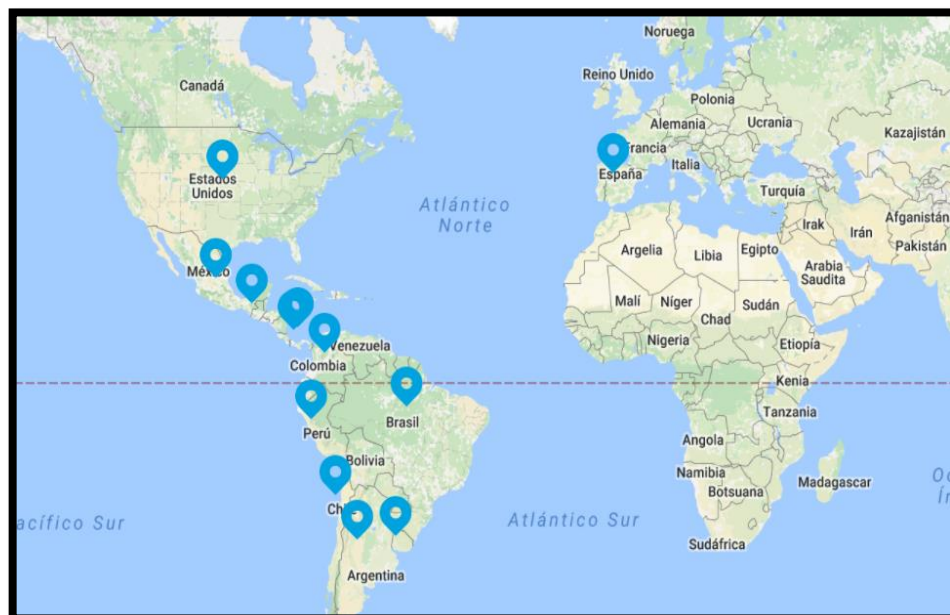 Noruega
Reino Unido
Canadá
Polonia
Alemania
Ucrania
Kazajistán
Francia
Italia
España
Estados
Unidos
Turquía
Atlántico
Norte
Afganistán
Irak
Irán
Pakistán
Argelia
Libia
Egipto
Arabia
Saudita
México
Malí
Níger
Sudán
Chad
Nigeria
Etiopía
Venezuela
Colombia
Kenia
Tanzania
Brasil
Perú
Angola
Bolivia
Namibia
Botsuana
Madagascar
Chile
acífico Sur
Atlántico Sur
Sudáfrica
Argentina